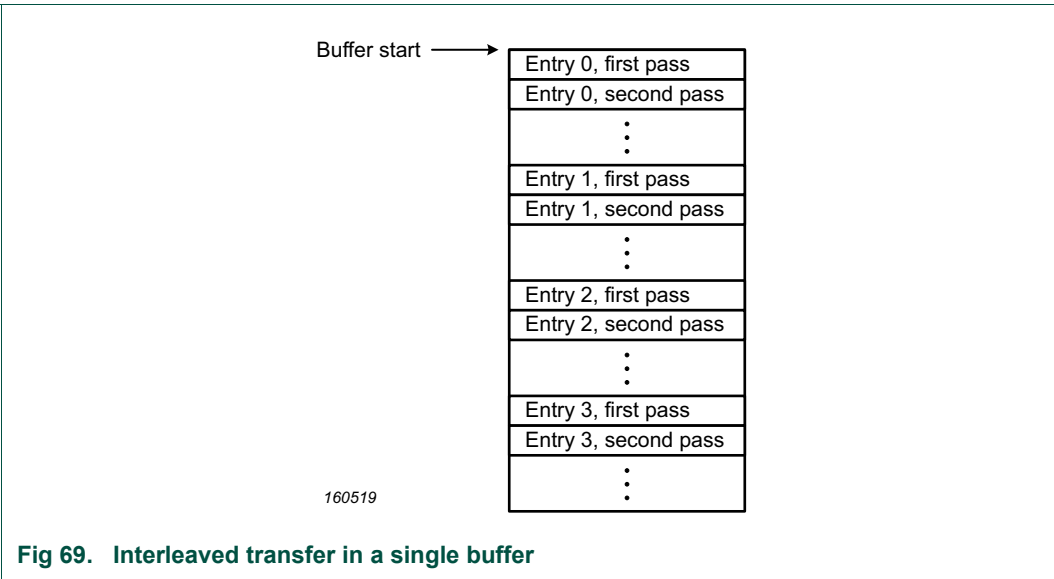 Buffer start
Entry 0, first pass
Entry 0, second pass
Entry 1, first pass
Entry 1, second pass
Entry 2, first pass
Entry 2, second pass
Entry 3, first pass
Entry 3, second pass
160519
Fig 69. Interleaved transfer in a single buffer